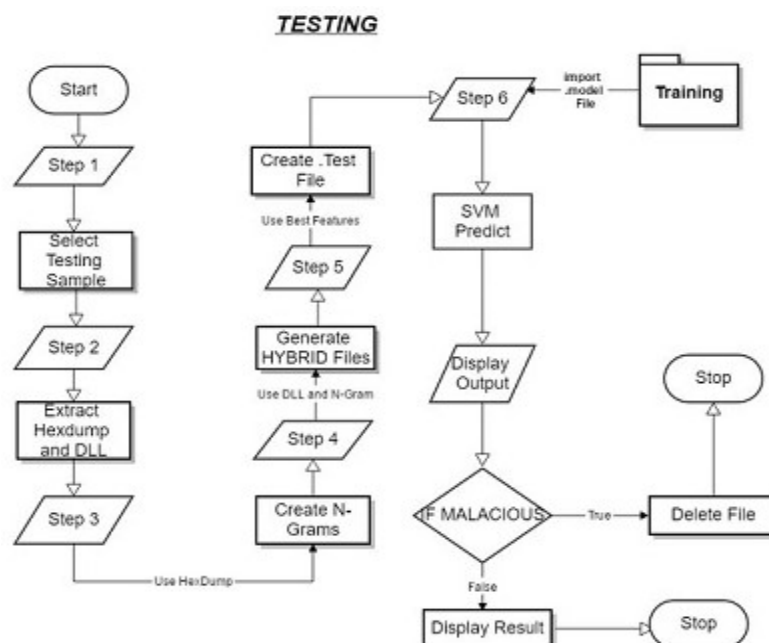 TESTING
Start
Step 1
Select
Testing
Sample
Step 2
Extract
Hexdump
and DLL
Step 3
Use HexDump
Create N-
Grams
Step 4
Use DLL and N-Gram
Generate
HYBRID Files
Step 5
Use Best Features
Create .Test
File
Step 6
import
.model
File
Training
SVM
Predict
Display
Output
IF MALACIOUS
True
Delete File
Stop
False
Display Result
Stop